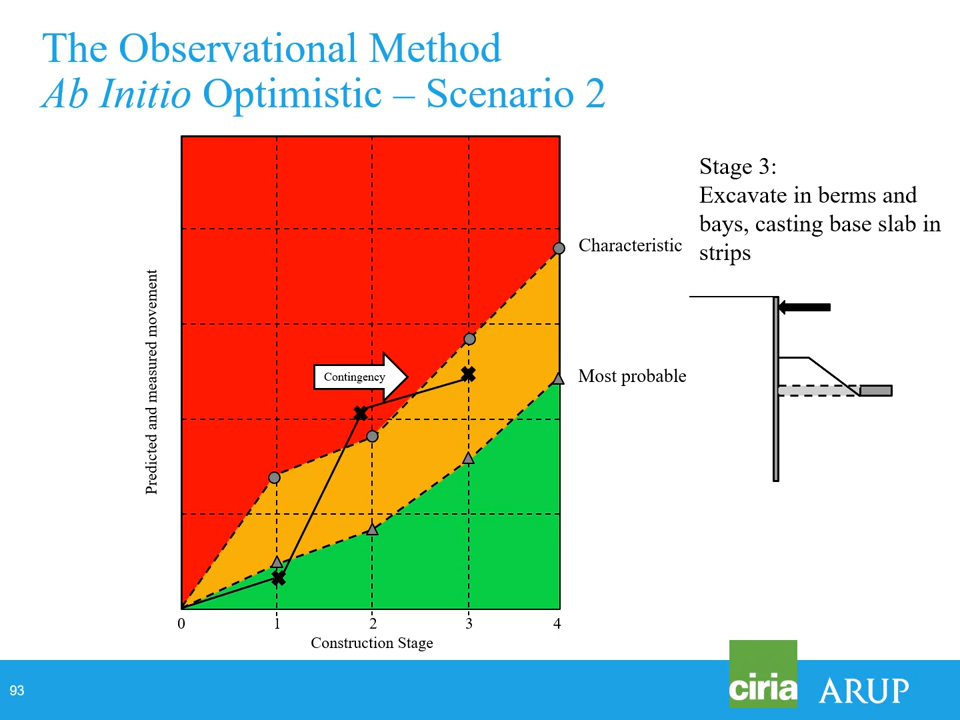 The Observational Method
Ab Initio Optimistic – Scenario 2
Stage 3:
Excavate in berms and
bays, casting base slab in
strips
Characteristic
Contingency
Most probable
Predicted and measured movement
0 1 2 3 4
Construction Stage
93
ciria
ARUP